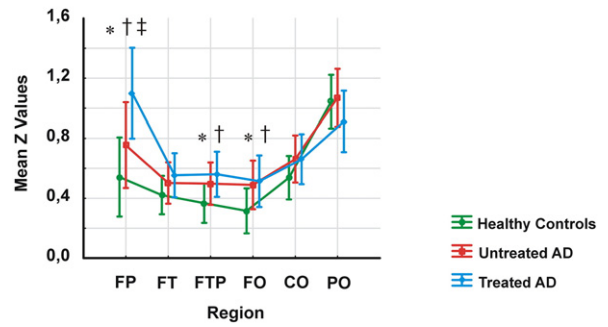 1,6
* † ‡
1,2
Mean Z Values
0,8
* †
* †
0,4
0,0
FP FT FTP FO CO PO
Region
Healthy Controls
Untreated AD
Treated AD